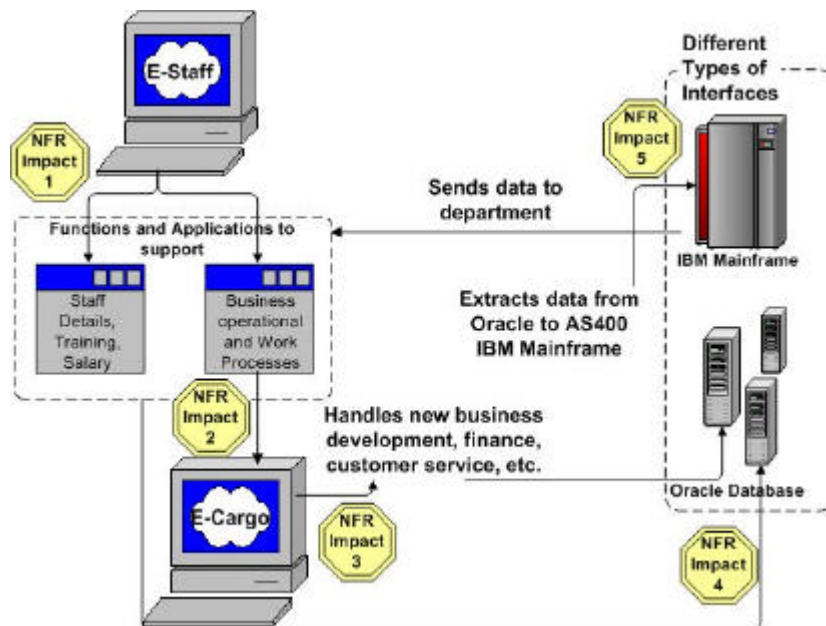 E-Staff
NFR
Impact
1
Different
Types of
Interfaces
NFR
Impact
5
Sends data to
department
IBM Mainframe
Functions and Applications to
support
Staff
Details,
Training,
Salary
Business
operational
and Work
Processes
Extracts data from
Oracle to AS400
IBM Mainframe
NFR
Impact
2
Handles new business
development, finance,
customer service, etc.
Oracle Database
E-Cargo
NFR
Impact
3
NFR
Impact
4